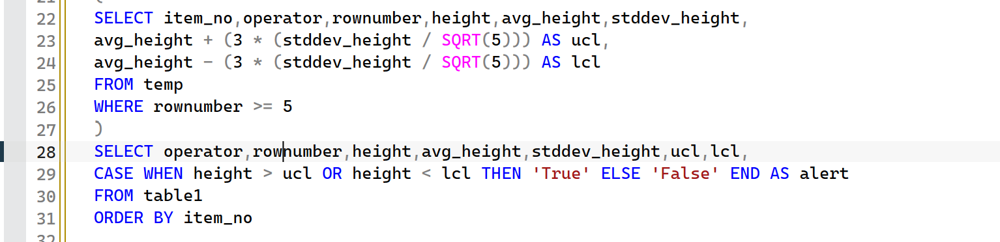 21 (
22 SELECT item_no,operator,rownumber,height,avg_height,stddev_height,
23 avg_height + (3 * (stddev_height / SQRT(5))) AS ucl,
24 avg_height - (3 * (stddev_height / SQRT(5))) AS lcl
25 FROM temp
26 WHERE rownumber >= 5
27 )
28 SELECT operator,rownumber,height,avg_height,stddev_height,ucl,lcl,
29 CASE WHEN height > ucl OR height < lcl THEN 'True' ELSE 'False' END AS alert
30 FROM table1
31 ORDER BY item_no
32